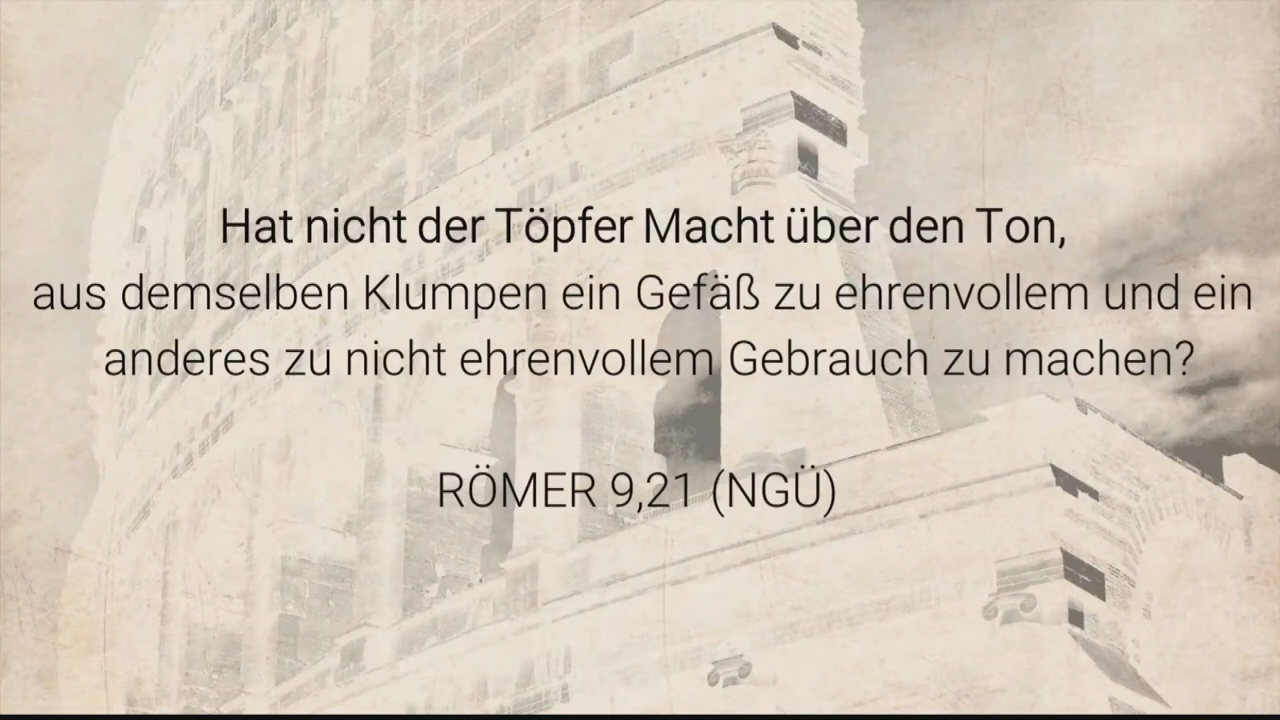 Hat nicht der Töpfer Macht über den Ton,
aus demselben Klumpen ein Gefäß zu ehrenvollem und ein
anderes zu nicht ehrenvollem Gebrauch zu machen?
RÖMER 9,21 (NGÜ)